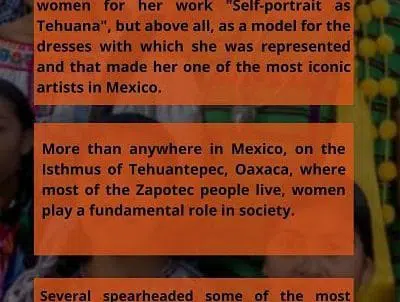 women for her work "Self-portrait as
Tehuana", but above all, as a model for the
dresses with which she was represented
and that made her one of the most iconic
artists in Mexico.
More than anywhere in Mexico, on the
Isthmus of Tehuantepec, Oaxaca, where
most of the Zapotec people live, women
play a fundamental role in society.
Several spearheaded some of the most